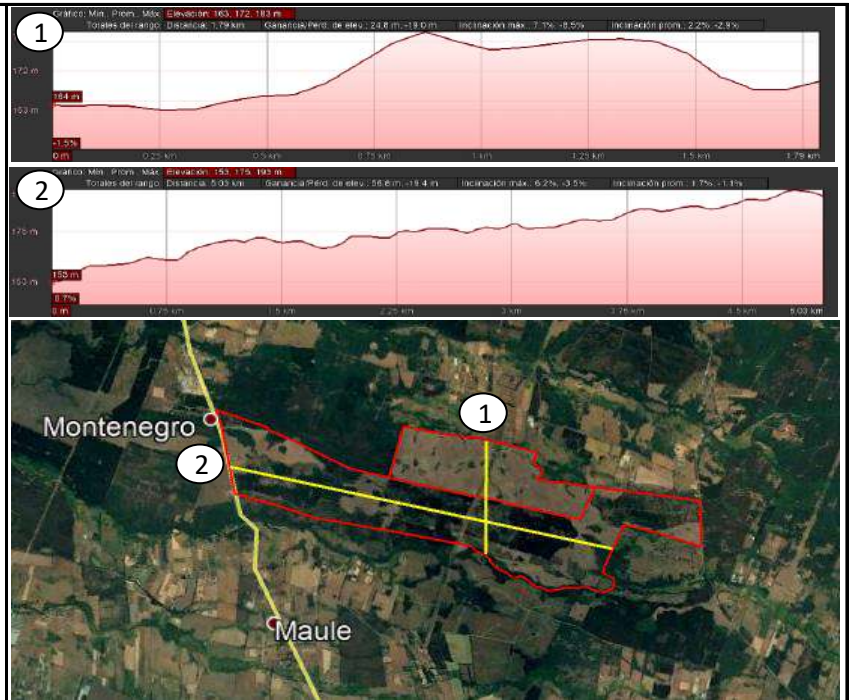 1
Gráfico: Mín., Prom., Máx. Elevación: 163, 172, 183 m
Totales del rango: Distancia: 1.79 km Ganancia/Pérd. de elev.: 24.8 m, -19.0 m Inclinación máx.: 7.1%, -8.5% Inclinación prom.: 2.2%, -2.9%
172 m
164 m
163 m
-1.5%
0 m 0.25 km 0.5 km 0.75 km 1 km 1.25 km 1.5 km 1.79 km
2
Gráfico: Mín., Prom., Máx. Elevación: 153, 175, 193 m
Totales del rango: Distancia: 5.03 km Ganancia/Pérd. de elev.: 56.6 m, -19.4 m Inclinación máx.: 6.2%, -3.5% Inclinación prom.: 1.7%, -1.1%
175 m
153 m
0 m 0.75 km 1.5 km 2.25 km 3 km 3.75 km 4.5 km 5.03 km
1
Montenegro
2
Maule